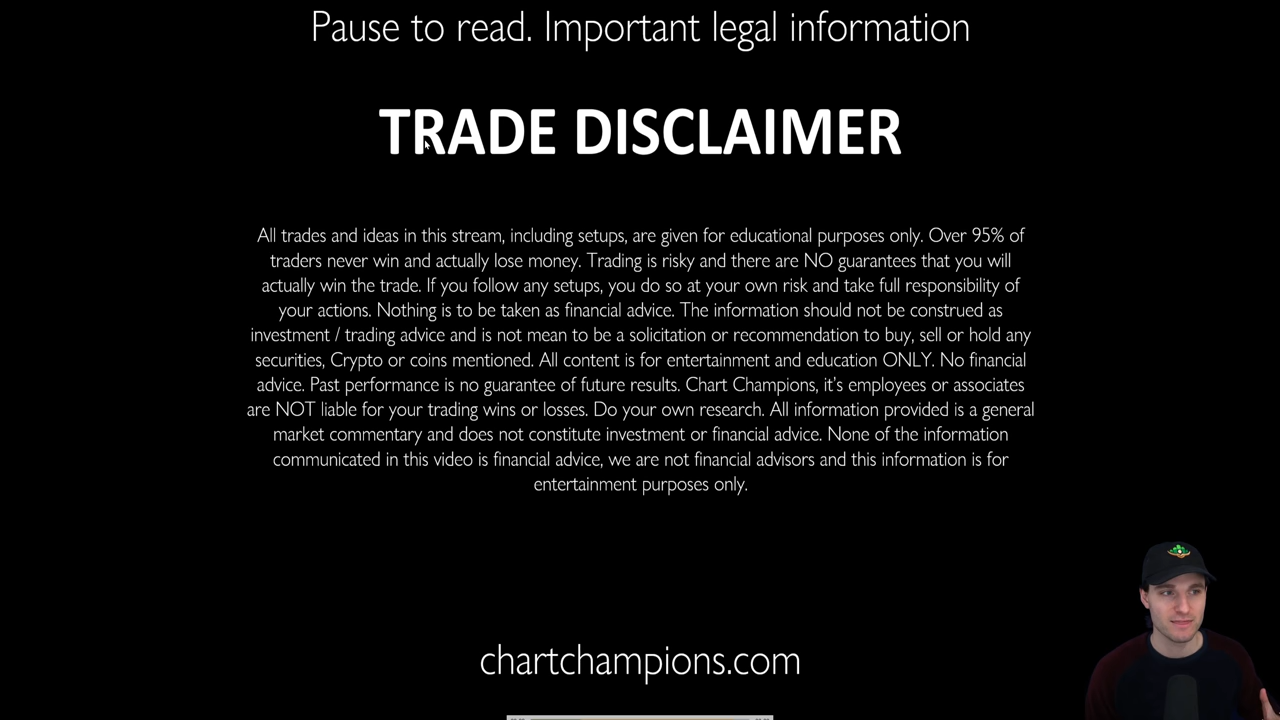 Pause to read. Important legal information
TRADE DISCLAIMER
All trades and ideas in this stream, including setups, are given for educational purposes only. Over 95% of
traders never win and actually lose money. Trading is risky and there are NO guarantees that you will
actually win the trade. If you follow any setups, you do so at your own risk and take full responsibility of
your actions. Nothing is to be taken as financial advice. The information should not be construed as
investment / trading advice and is not mean to be a solicitation or recommendation to buy, sell or hold any
securities, Crypto or coins mentioned. All content is for entertainment and education ONLY. No financial
advice. Past performance is no guarantee of future results. Chart Champions, it's employees or associates
are NOT liable for your trading wins or losses. Do your own research. All information provided is a general
market commentary and does not constitute investment or financial advice. None of the information
communicated in this video is financial advice, we are not financial advisors and this information is for
entertainment purposes only.
chartchampions.com